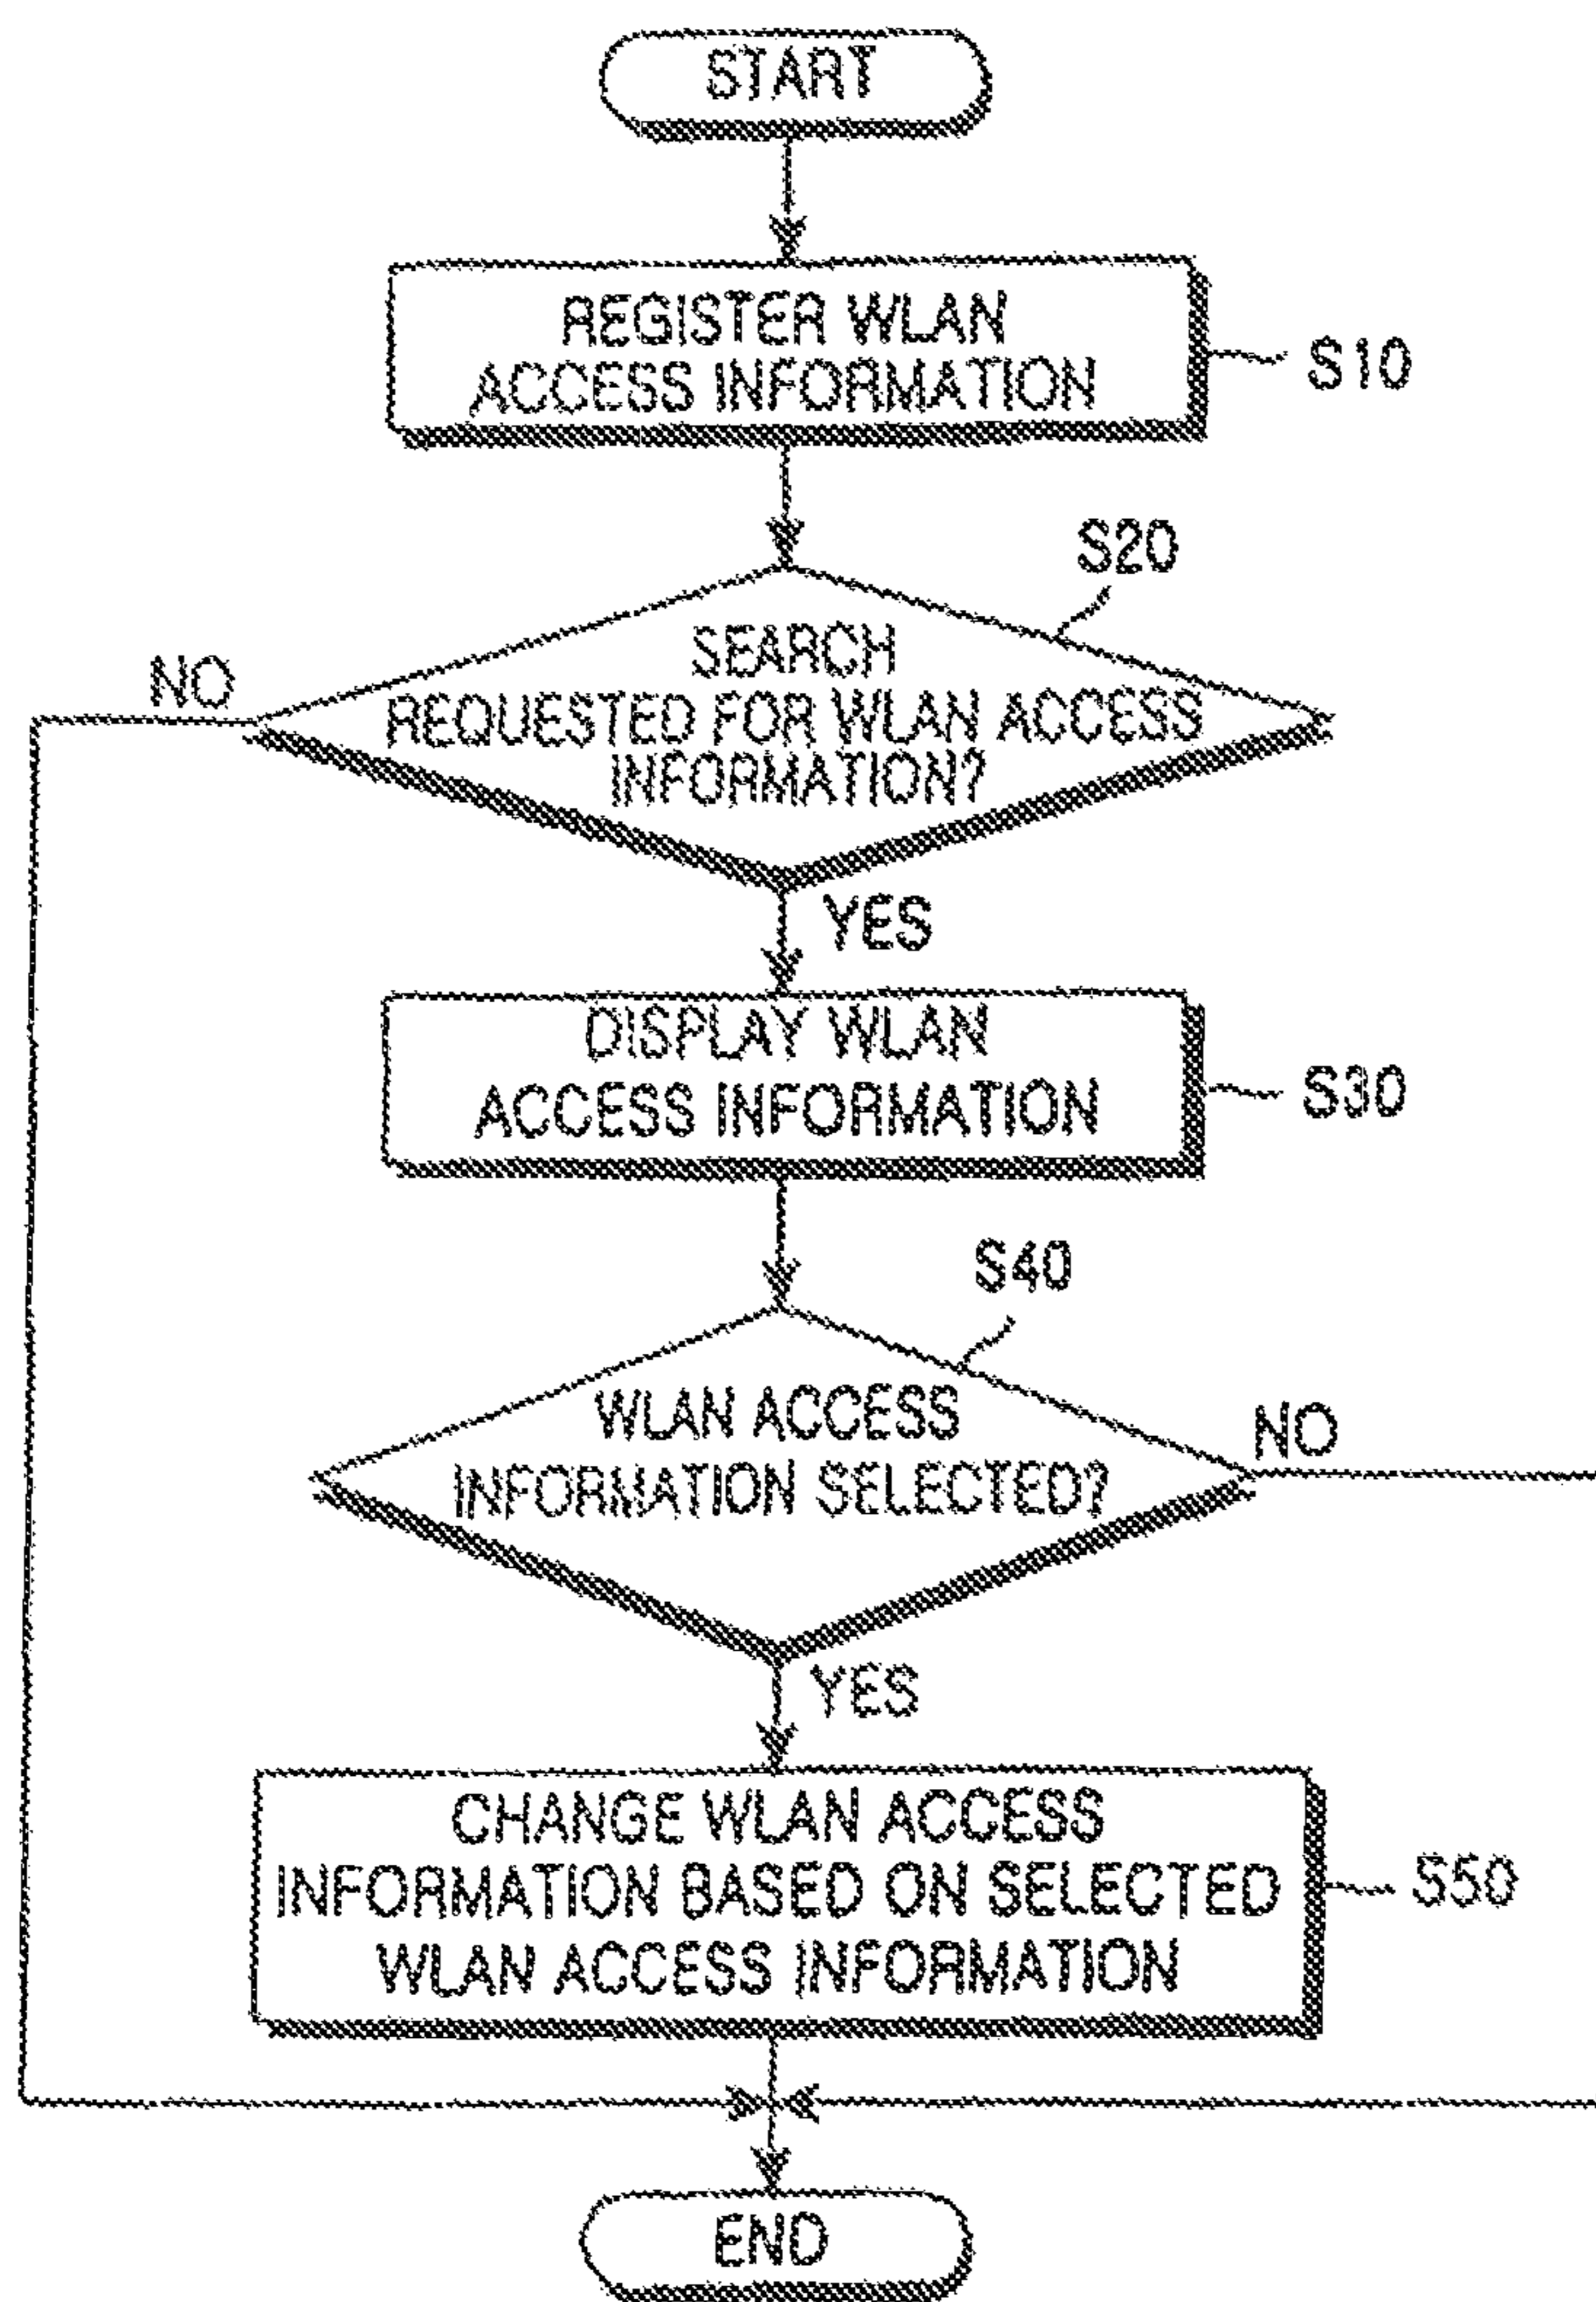 START
REGISTER WLAN
ACCESS INFORMATION
S10
S20
SEARCH
REQUESTED FOR WLAN ACCESS
INFORMATION?
NO
YES
DISPLAY WLAN
ACCESS INFORMATION
S30
S40
WLAN ACCESS
INFORMATION SELECTED?
NO
YES
CHANGE WLAN ACCESS
INFORMATION BASED ON SELECTED
WLAN ACCESS INFORMATION
S50
END